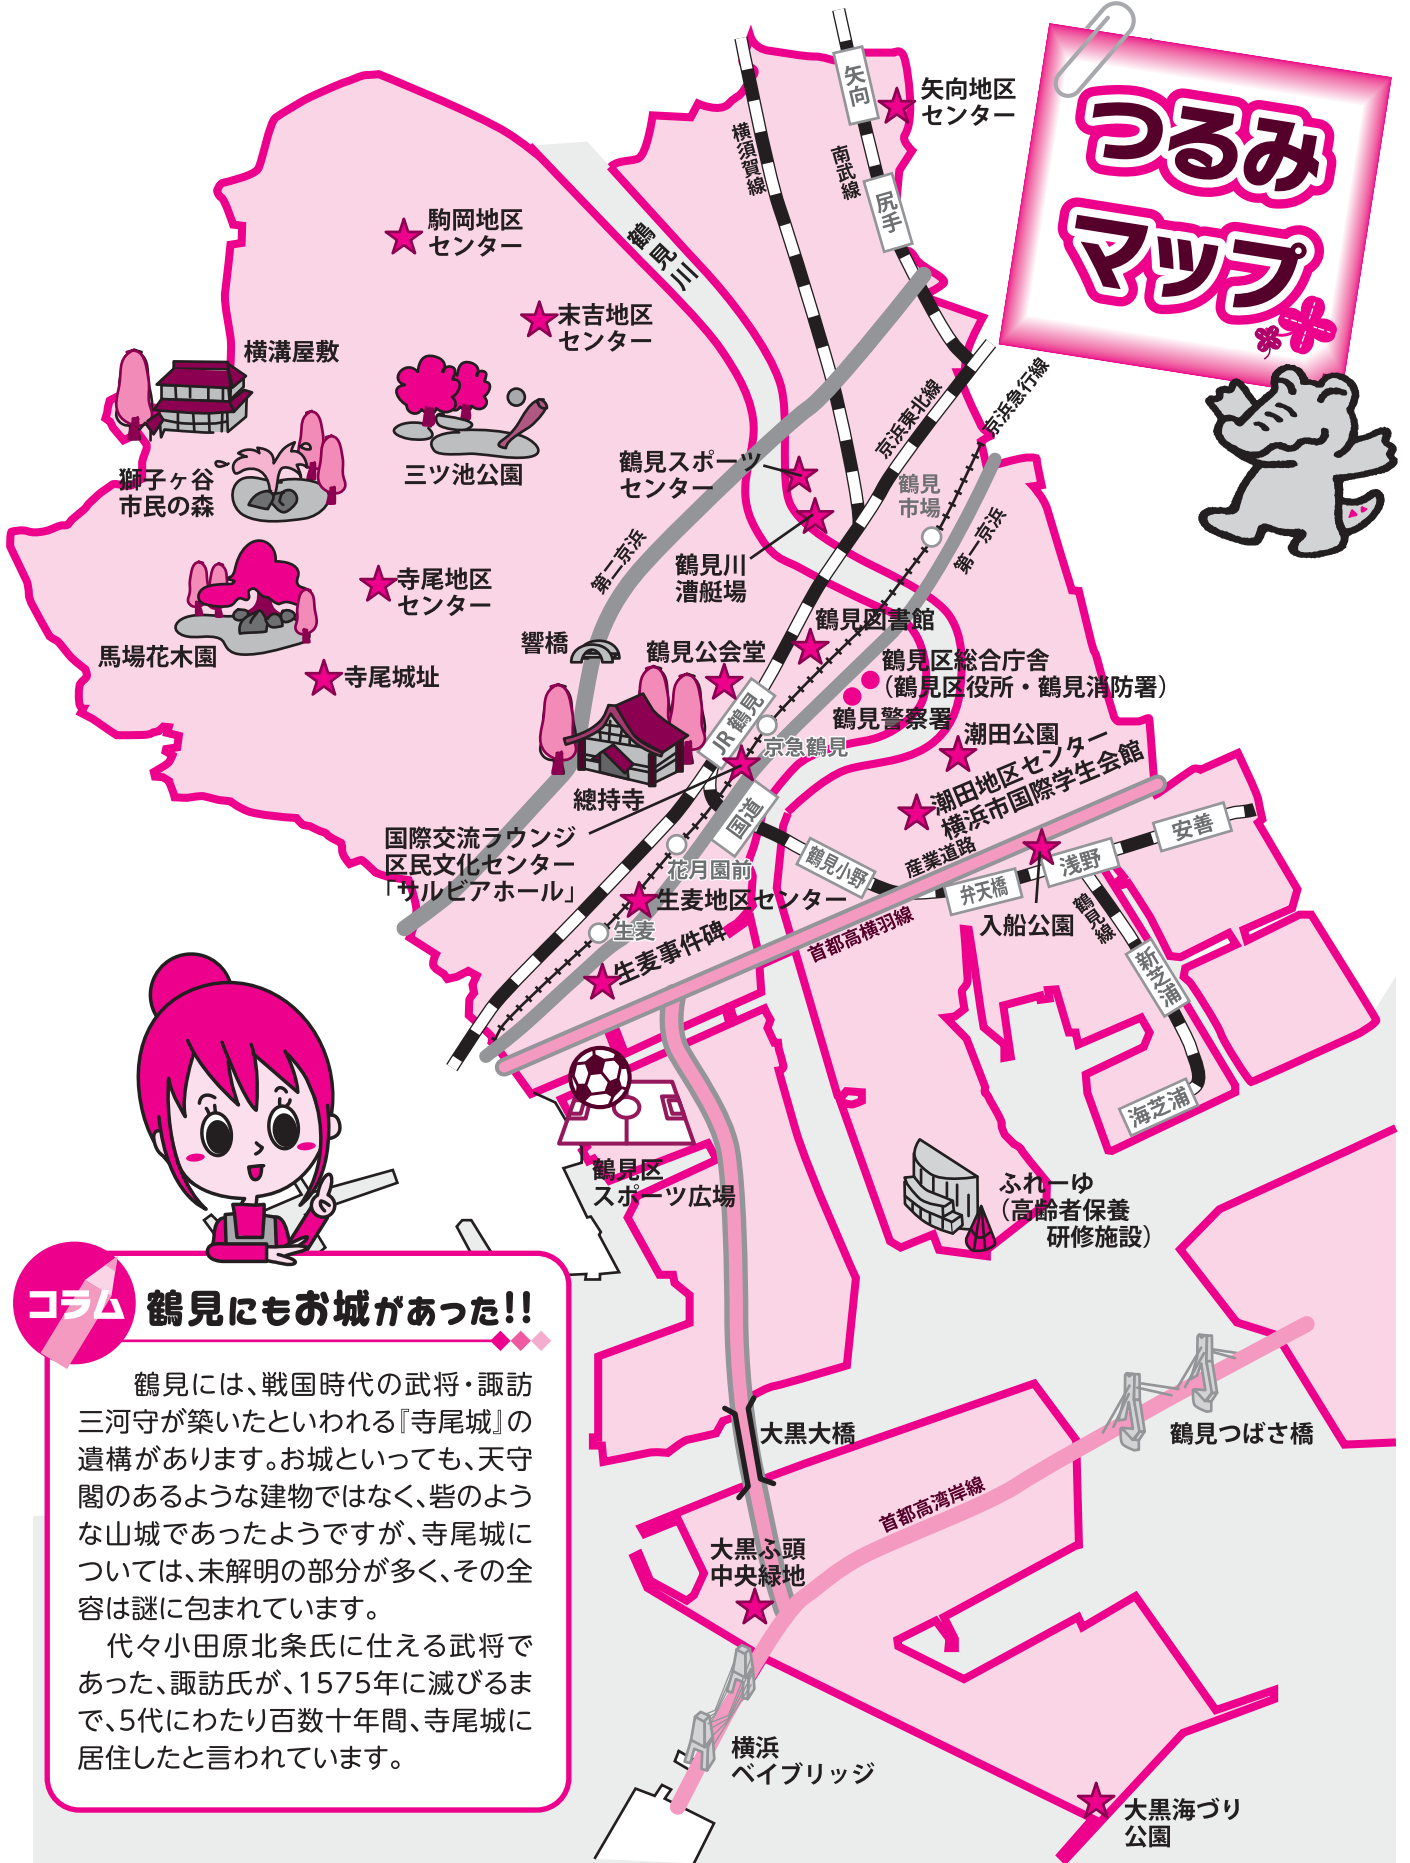 つるみ
マップ
矢向
矢向地区
センター
横須賀線
南武線
尻手
駒岡地区
センター
鶴見川
末吉地区
センター
横溝屋敷
三ツ池公園
京浜東北線
京浜急行線
鶴見スポーツ
センター
鶴見
市場
獅子ヶ谷
市民の森
第二京浜
第一京浜
鶴見川
漕艇場
寺尾地区
センター
鶴見図書館
響橋
鶴見公会堂
馬場花木園
寺尾城址
鶴見区総合庁舎
（鶴見区役所・鶴見消防署）
鶴見警察署
JR 鶴見
京急鶴見
潮田公園
潮田地区センター
横浜市国際学生会館
總持寺
国道
国際交流ラウンジ
区民文化センター
「サルビアホール」
花月園前
鶴見小野
産業道路
弁天橋
浅野
安善
生麦地区センター
生麦
生麦事件碑
首都高横羽線
入船公園
鶴見線
新芝浦
海芝浦
鶴見区
スポーツ広場
ふれーゆ
（高齢者保養
研修施設）
大黒大橋
鶴見つばさ橋
首都高湾岸線
大黒ふ頭
中央緑地
横浜
ベイブリッジ
大黒海づり
公園
コラム
鶴見にもお城があった!!
鶴見には、戦国時代の武将・諏訪
三河守が築いたといわれる『寺尾城』の
遺構があります。お城といっても、天守
閣のあるような建物ではなく、砦のよう
な山城であったようですが、寺尾城に
ついては、未解明の部分が多く、その全
容は謎に包まれています。
代々小田原北条氏に仕える武将で
あった、諏訪氏が、1575年に滅びるま
で、5代にわたり百数十年間、寺尾城に
居住したと言われています。